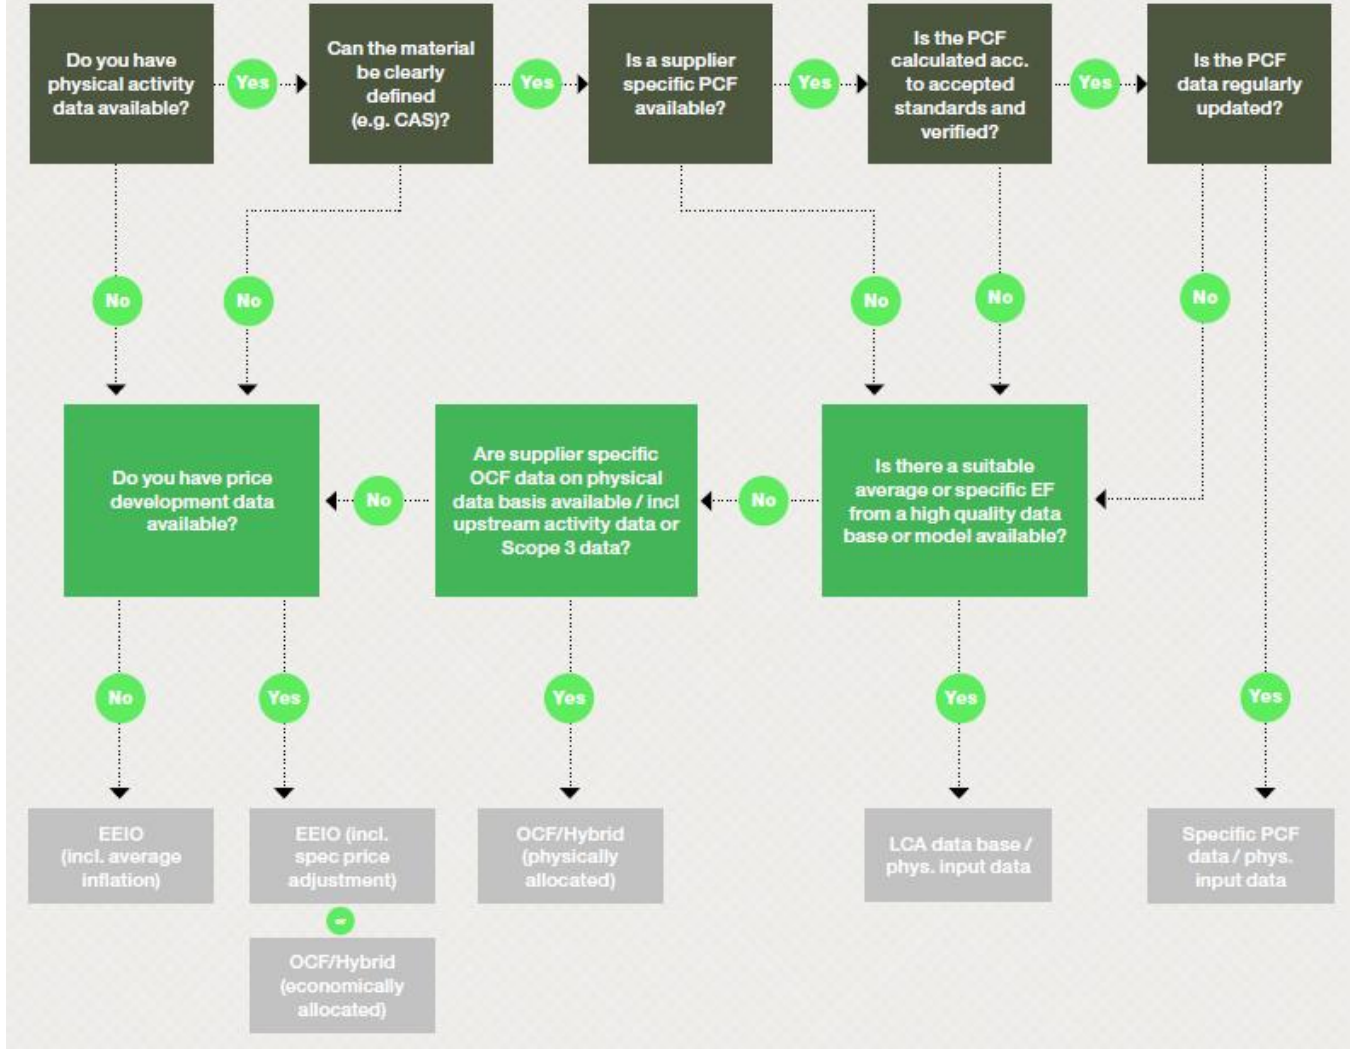 Do you have
physical activity
data available?
Yes
Can the material
be clearly
defined
(e.g. CAS)?
Yes
Is a supplier
specific PCF
available?
Yes
Is the PCF
calculated acc.
to accepted
standards and
verified?
Yes
Is the PCF
data regularly
updated?
No
No
No
No
No
Do you have price
development data
available?
No
Are supplier specific
OCF data on physical
data basis available / incl
upstream activity data or
Scope 3 data?
No
Is there a suitable
average or specific EF
from a high quality data
base or model available?
No
Yes
Yes
Yes
Yes
EEIO
(incl. average
inflation)
EEIO (incl.
spec price
adjustment)
or
OCF/Hybrid
(economically
allocated)
OCF/Hybrid
(physically
allocated)
LCA data base /
phys. input data
Specific PCF
data / phys.
input data